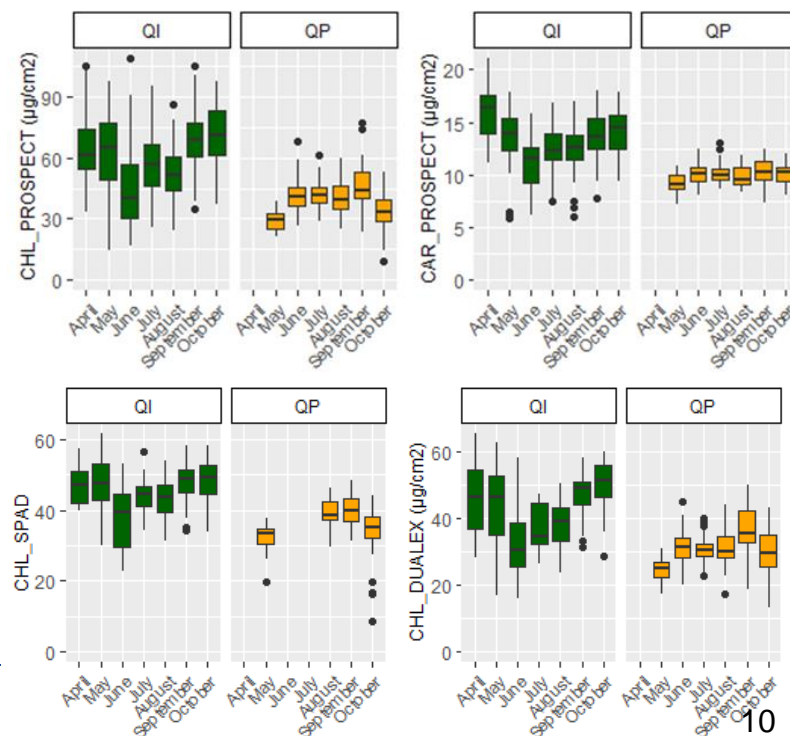 QI
QP
CHL_PROSPECT (µg/cm2)
90
60
30
0
April
May
June
July
August
September
October
April
May
June
July
August
September
October
QI
QP
CAR_PROSPECT (µg/cm2)
20
15
10
5
0
April
May
June
July
August
September
October
April
May
June
July
August
September
October
QI
QP
CHL_SPAD
60
40
20
0
April
May
June
July
August
September
October
April
May
June
July
August
September
October
QI
QP
CHL_DUALEX (µg/cm2)
60
40
20
0
April
May
June
July
August
September
October
April
May
June
July
August
September
October
10